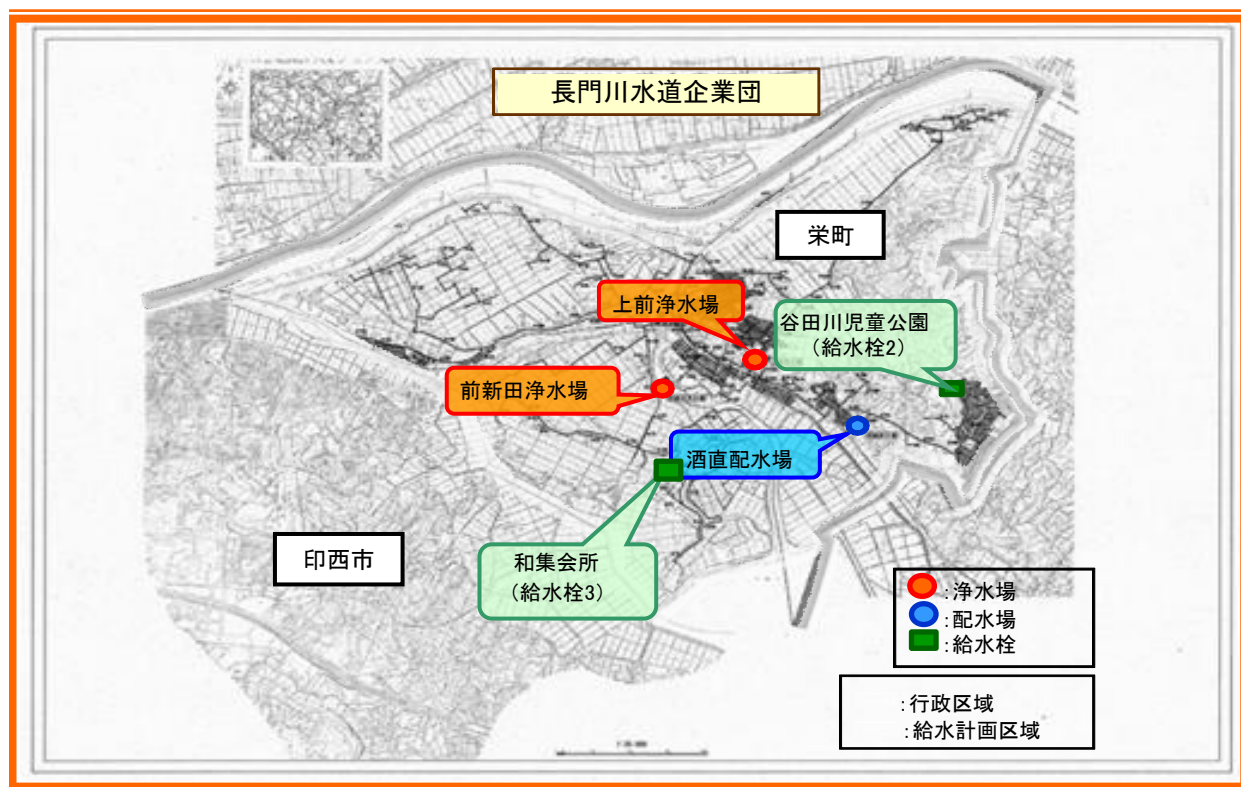 長門川水道企業団
栄町
上前浄水場
谷田川児童公園
（給水栓2）
前新田浄水場
酒直配水場
和集会所
（給水栓3）
印西市
：浄水場
：配水場
：給水栓
：行政区域
：給水計画区域